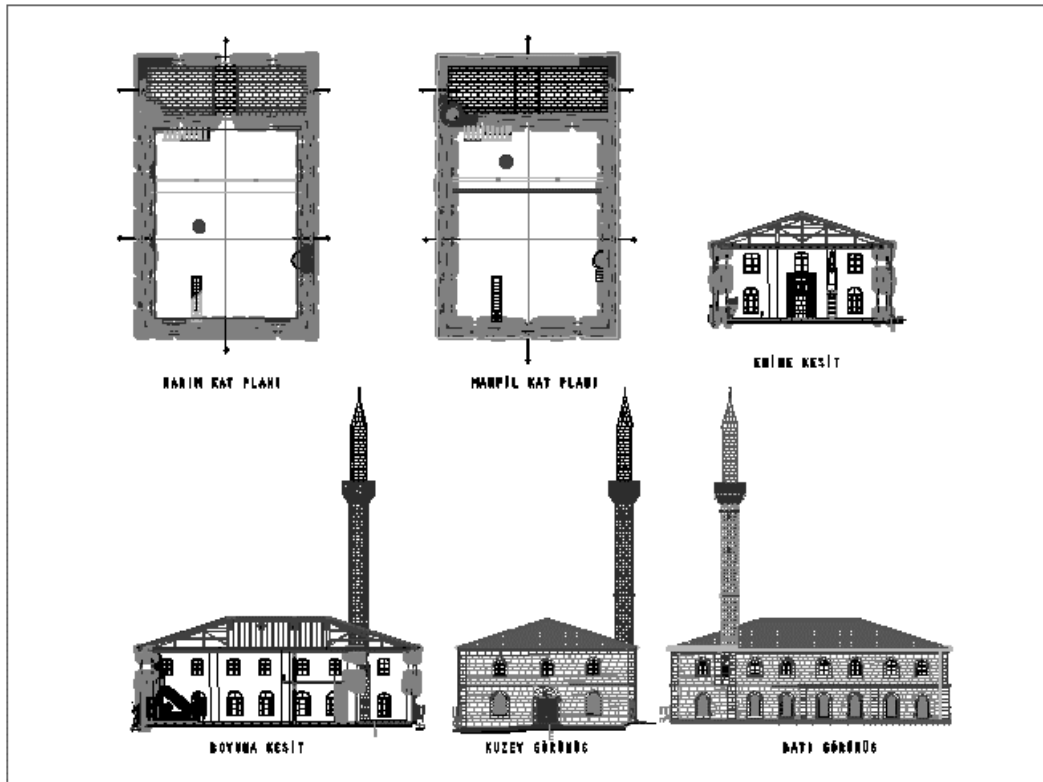 HARIM KAT PLANI
MAHFİL KAT PLANI
ENİNE KESİT
BOYUNA KESİT
KUZEY GÖRÜNÜŞ
BATI GÖRÜNÜŞ